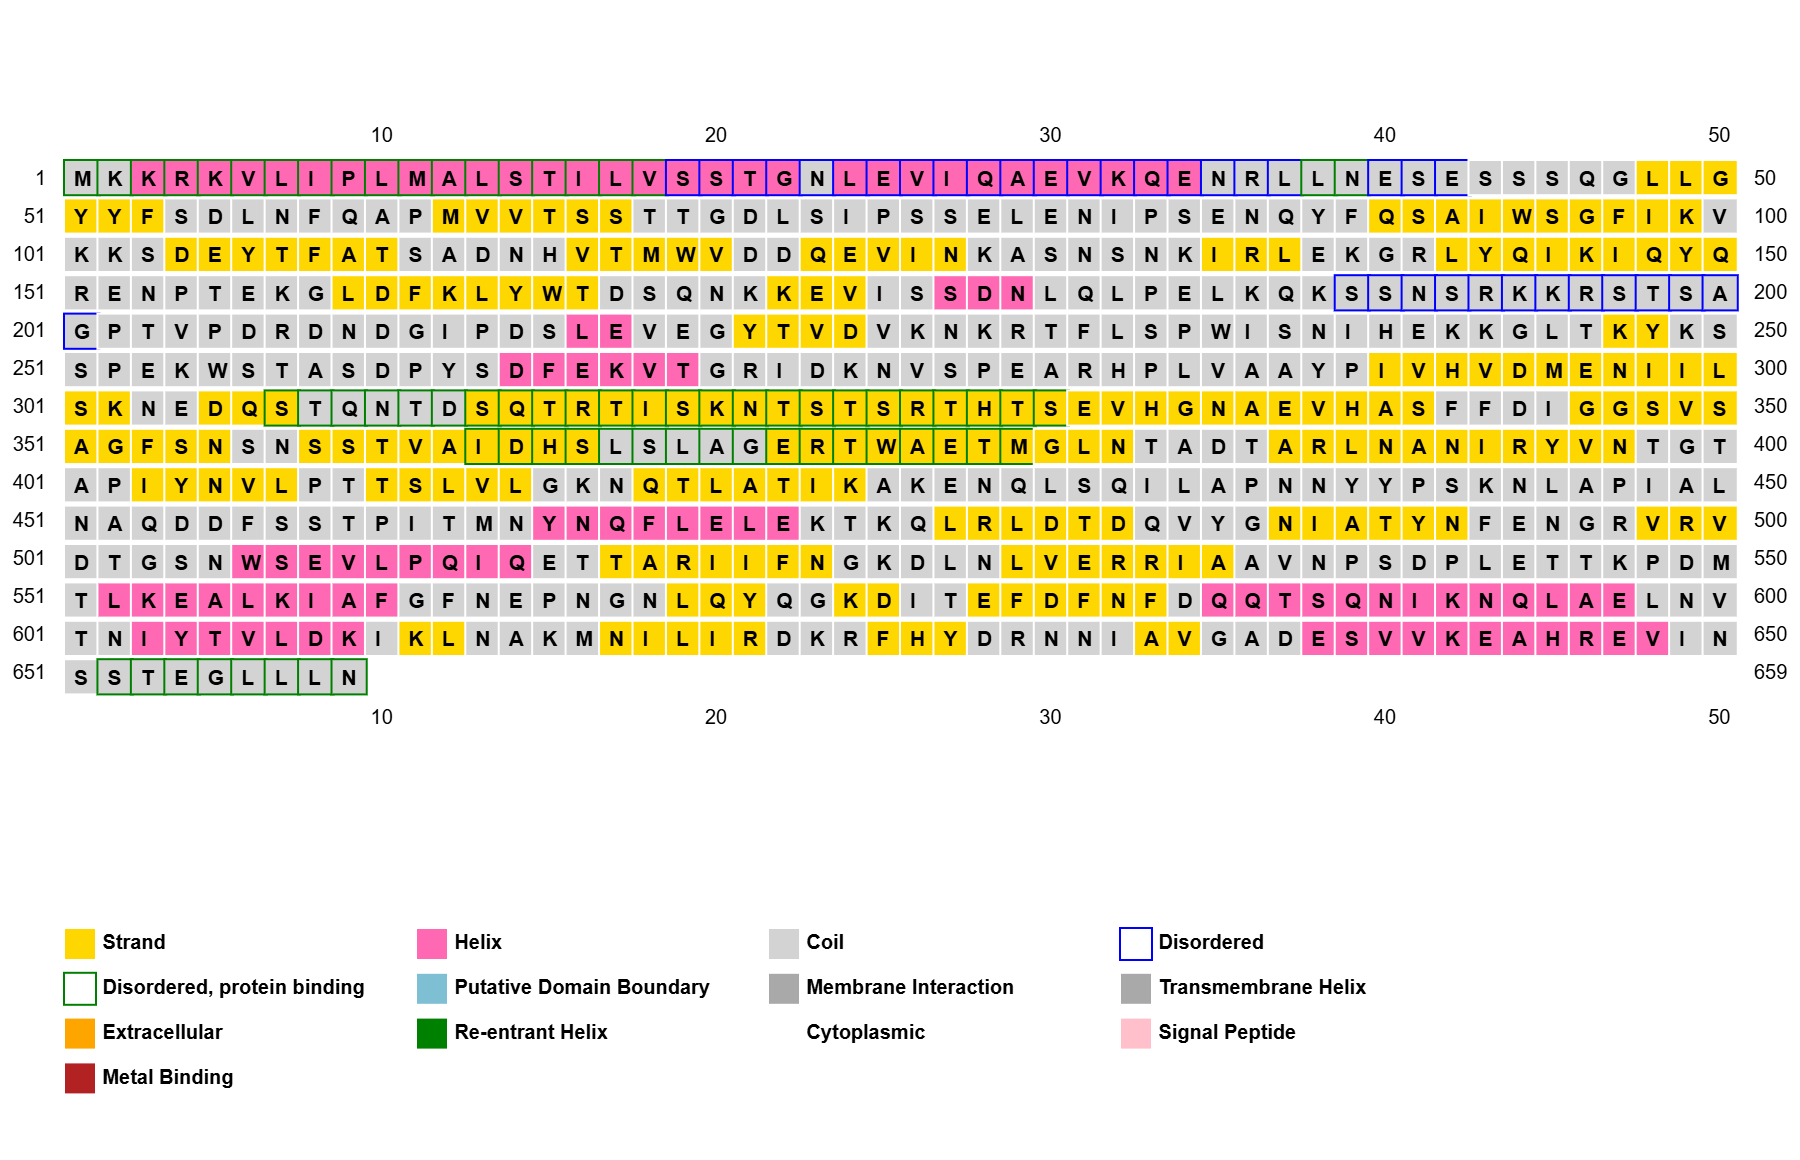 10 20 30 40 50
1 M K K R K V L I P L M A L S T I L V S S T G N L E V I Q A E V K Q E N R L L N E S E S S S Q G L L G 50
51 Y Y F S D L N F Q A P M V V T S S T T G D L S I P S S E L E N I P S E N Q Y F Q S A I W S G F I K V 100
101 K K S D E Y T F A T S A D N H V T M W V D D Q E V I N K A S N S N K I R L E K G R L Y Q I K I Q Y Q 150
151 R E N P T E K G L D F K L Y W T D S Q N K K E V I S S D N L Q L P E L K Q K S S N S R K K R S T S A 200
201 G P T V P D R D N D G I P D S L E V E G Y T V D V K N K R T F L S P W I S N I H E K K G L T K Y K S 250
251 S P E K W S T A S D P Y S D F E K V T G R I D K N V S P E A R H P L V A A Y P I V H V D M E N I I L 300
301 S K N E D Q S T Q N T D S Q T R T I S K N T S T S R T H T S E V H G N A E V H A S F F D I G G S V S 350
351 A G F S N S N S S T V A I D H S L S L A G E R T W A E T M G L N T A D T A R L N A N I R Y V N T G T 400
401 A P I Y N V L P T T S L V L G K N Q T L A T I K A K E N Q L S Q I L A P N N Y Y P S K N L A P I A L 450
451 N A Q D D F S S T P I T M N Y N Q F L E L E K T K Q L R L D T D Q V Y G N I A T Y N F E N G R V R V 500
501 D T G S N W S E V L P Q I Q E T T A R I I F N G K D L N L V E R R I A A V N P S D P L E T T K P D M 550
551 T L K E A L K I A F G F N E P N G N L Q Y Q G K D I T E F D F N F D Q Q T S Q N I K N Q L A E L N V 600
601 T N I Y T V L D K I K L N A K M N I L I R D K R F H Y D R N N I A V G A D E S V V K E A H R E V I N 650
651 S S T E G L L L N 659
10 20 30 40 50
Strand Helix Coil Disordered
Disordered, protein binding Putative Domain Boundary Membrane Interaction Transmembrane Helix
Extracellular Re-entrant Helix Cytoplasmic Signal Peptide
Metal Binding